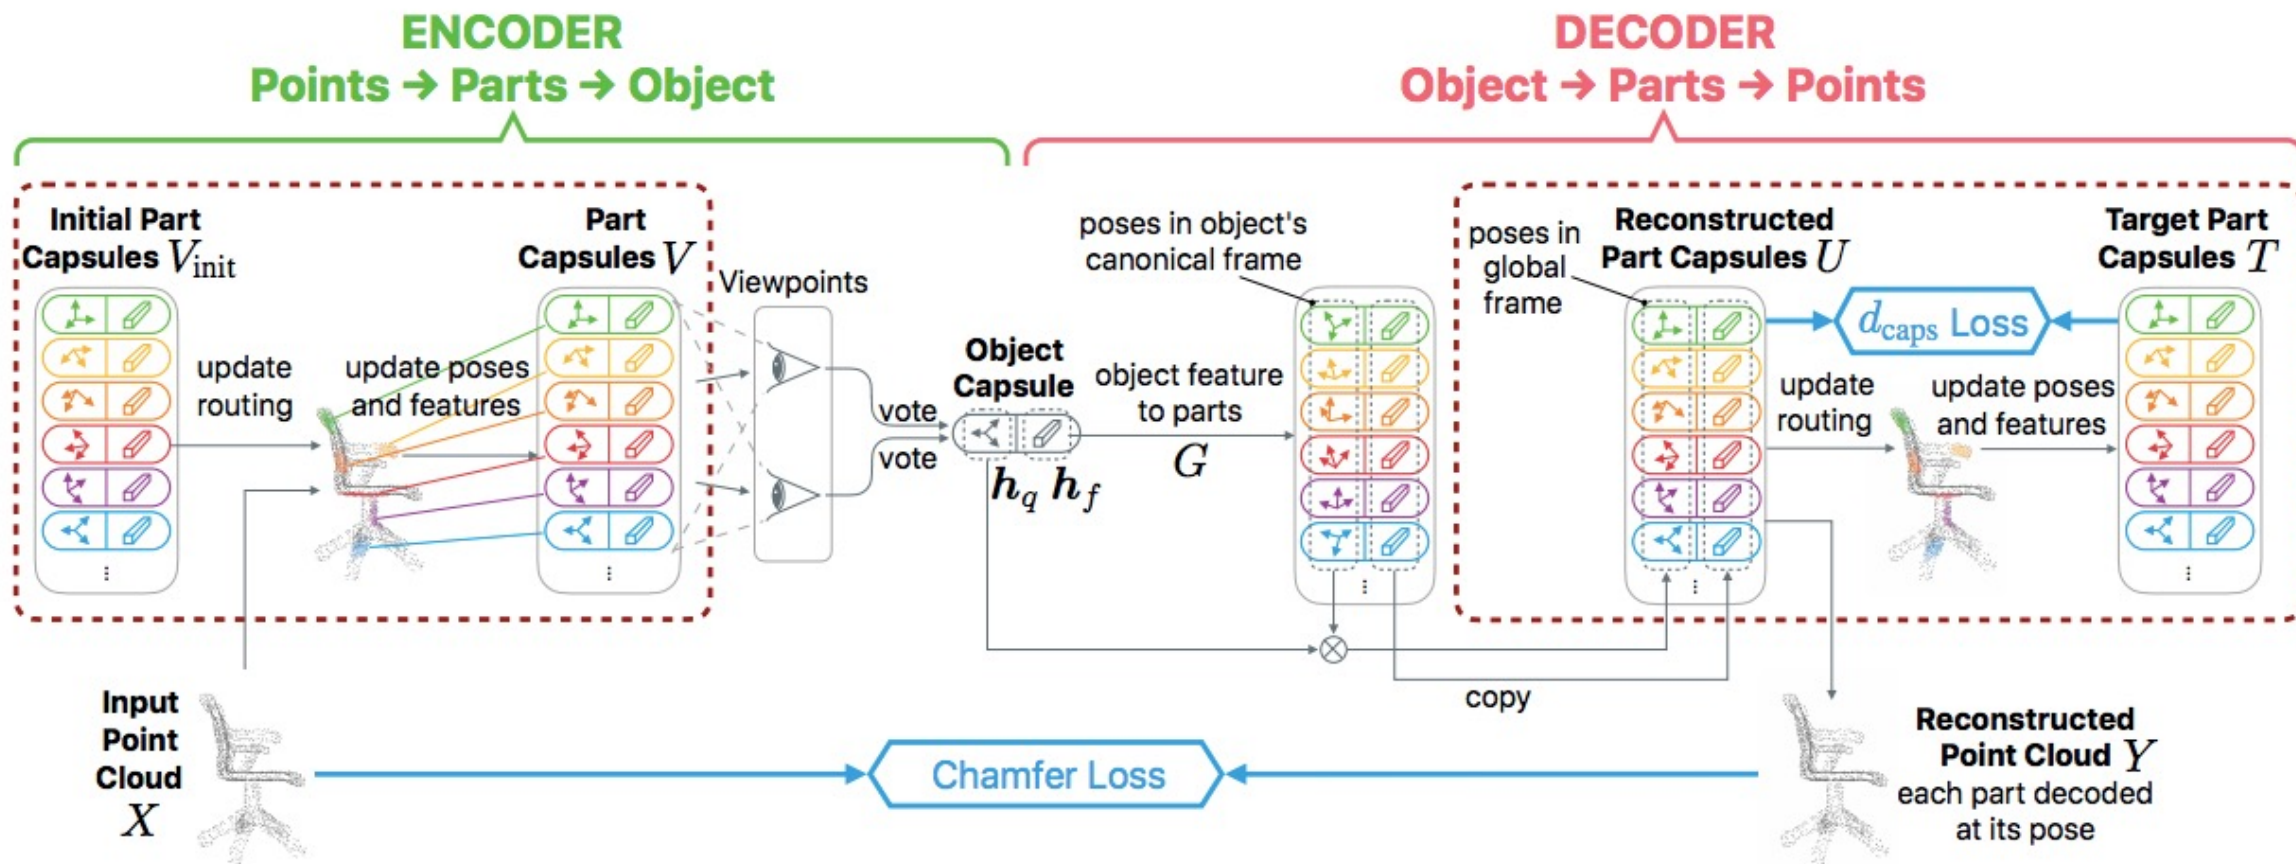 ENCODER
Points → Parts → Object
DECODER
Object → Parts → Points
Initial Part
Capsules V_init
update
routing
update poses
and features
Part
Capsules V
Viewpoints
vote
vote
Object
Capsule
h_q h_f
object feature
to parts
G
poses in object's
canonical frame
poses in
global
frame
Reconstructed
Part Capsules U
d_caps Loss
Target Part
Capsules T
update
routing
update poses
and features
copy
Input
Point
Cloud
X
Chamfer Loss
Reconstructed
Point Cloud Y
each part decoded
at its pose